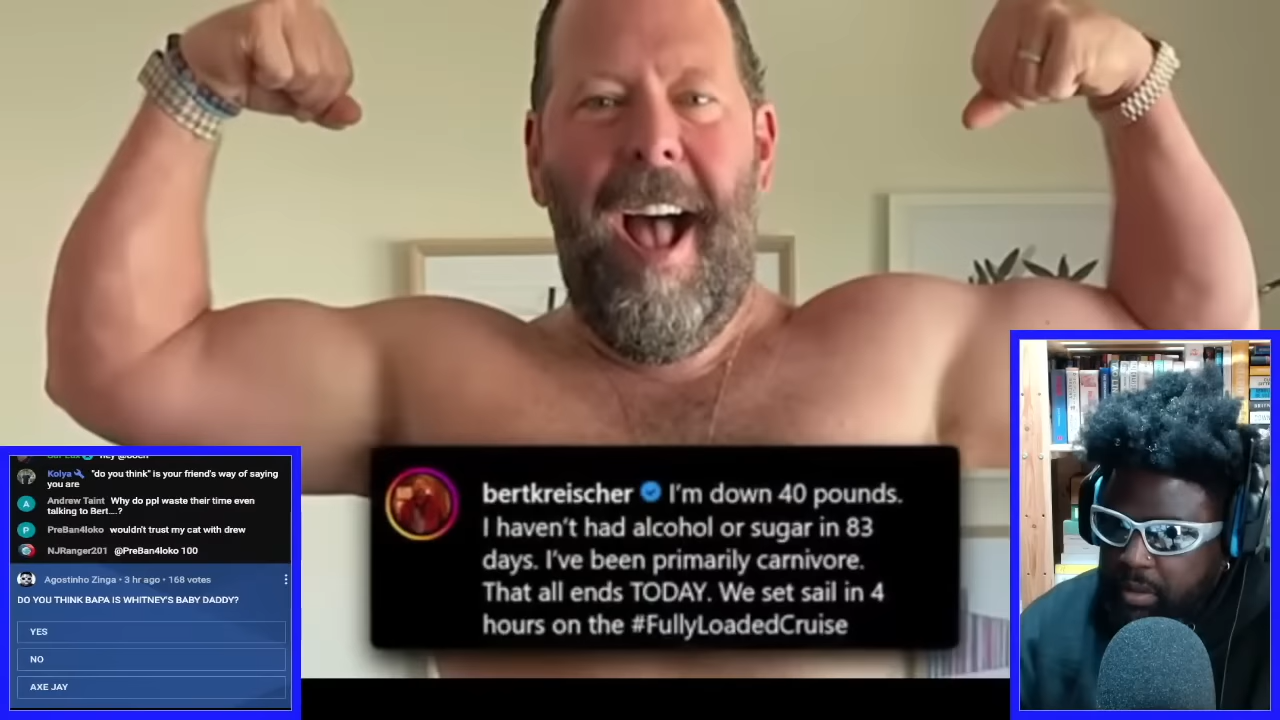 bertkreischer I'm down 40 pounds.
I haven't had alcohol or sugar in 83
days. I've been primarily carnivore.
That all ends TODAY. We set sail in 4
hours on the #FullyLoadedCruise
Kolya "do you think" is your friend's way of saying
you are
Andrew Taint Why do ppl waste their time even
talking to Bert....?
PreBan4loko wouldn't trust my cat with drew
NJRanger201 @PreBan4loko 100
Agostinho Zinga • 3 hr ago • 168 votes
DO YOU THINK BAPA IS WHITNEY'S BABY DADDY?
YES
NO
AXE JAY